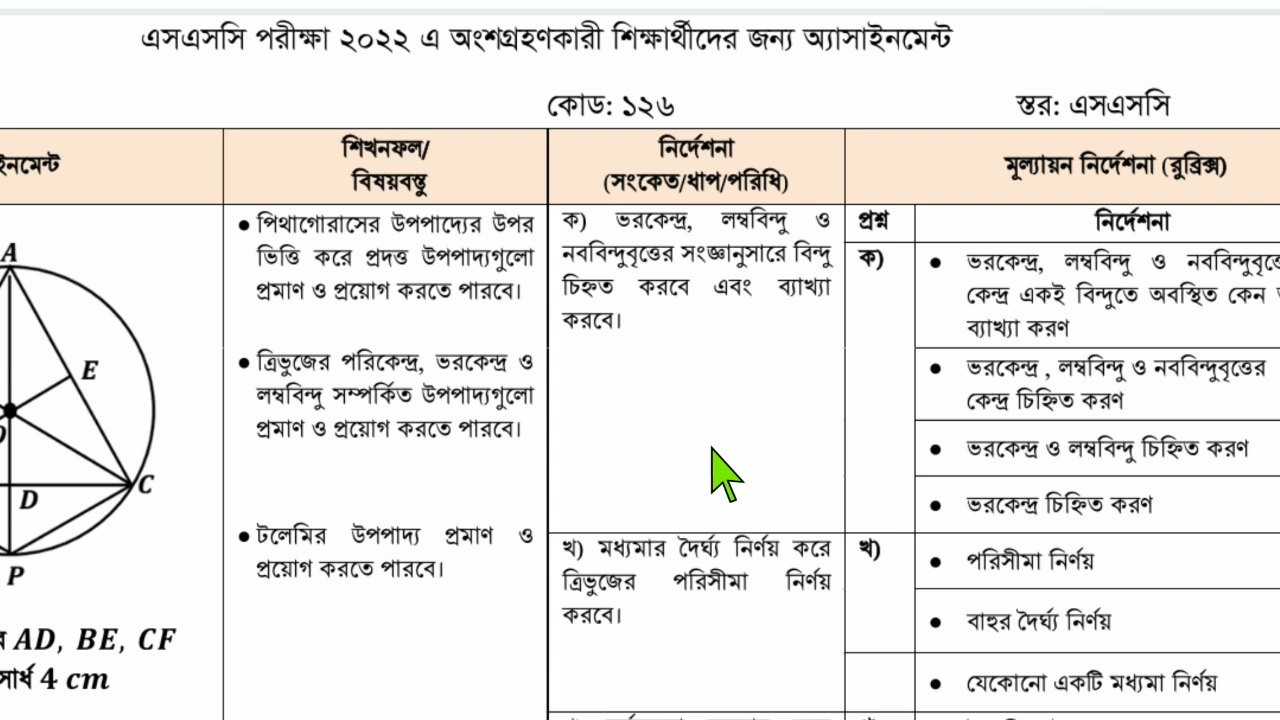 এসএসসি পরীক্ষা ২০২২ এ অংশগ্রহণকারী শিক্ষার্থীদের জন্য অ্যাসাইনমেন্ট
কোড: ১২৬
স্তর: এসএসসি
ইনমেন্ট
শিখনফল/
বিষয়বস্তু
নির্দেশনা
(সংকেত/ধাপ/পরিধি)
মূল্যায়ন নির্দেশনা (রুব্রিক্স)
A
E
C
D
P
AD, BE, CF
সার্ধ 4 cm
● পিথাগোরাসের উপপাদ্যের উপর
ভিত্তি করে প্রদত্ত উপপাদ্যগুলো
প্রমাণ ও প্রয়োগ করতে পারবে।
● ত্রিভুজের পরিকেন্দ্র, ভরকেন্দ্র ও
লম্ববিন্দু সম্পর্কিত উপপাদ্যগুলো
প্রমাণ ও প্রয়োগ করতে পারবে।
● টলেমির উপপাদ্য প্রমাণ ও
প্রয়োগ করতে পারবে।
ক) ভরকেন্দ্র, লম্ববিন্দু ও
নববিন্দুবৃত্তের সংজ্ঞানুসারে বিন্দু
চিহ্নত করবে এবং ব্যাখ্যা
করবে।
খ) মধ্যমার দৈর্ঘ্য নির্ণয় করে
ত্রিভুজের পরিসীমা নির্ণয়
করবে।
প্রশ্ন
নির্দেশনা
ক)
● ভরকেন্দ্র, লম্ববিন্দু ও নববিন্দুবৃত্তে
কেন্দ্র একই বিন্দুতে অবস্থিত কেন
ব্যাখ্যা করণ
● ভরকেন্দ্র , লম্ববিন্দু ও নববিন্দুবৃত্তের
কেন্দ্র চিহ্নিত করণ
● ভরকেন্দ্র ও লম্ববিন্দু চিহ্নিত করণ
● ভরকেন্দ্র চিহ্নিত করণ
খ)
● পরিসীমা নির্ণয়
● বাহুর দৈর্ঘ্য নির্ণয়
● যেকোনো একটি মধ্যমা নির্ণয়